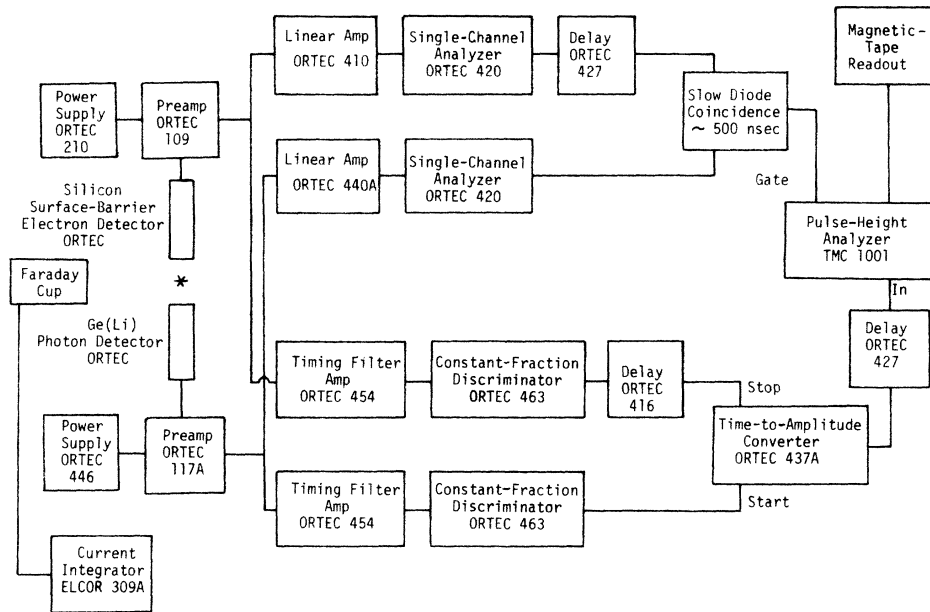 Linear Amp
ORTEC 410
Single-Channel
Analyzer
ORTEC 420
Delay
ORTEC
427
Magnetic-
Tape
Readout
Power
Supply
ORTEC
210
Preamp
ORTEC
109
Slow Diode
Coincidence
~ 500 nsec
Linear Amp
ORTEC 440A
Single-Channel
Analyzer
ORTEC 420
Gate
Silicon
Surface-Barrier
Electron Detector
ORTEC
Pulse-Height
Analyzer
TMC 1001
Faraday
Cup
*
In
Ge(Li)
Photon Detector
ORTEC
Delay
ORTEC
427
Timing Filter
Amp
ORTEC 454
Constant-Fraction
Discriminator
ORTEC 463
Delay
ORTEC
416
Stop
Power
Supply
ORTEC
446
Preamp
ORTEC
117A
Time-to-Amplitude
Converter
ORTEC 437A
Timing Filter
Amp
ORTEC 454
Constant-Fraction
Discriminator
ORTEC 463
Start
Current
Integrator
ELCOR 309A